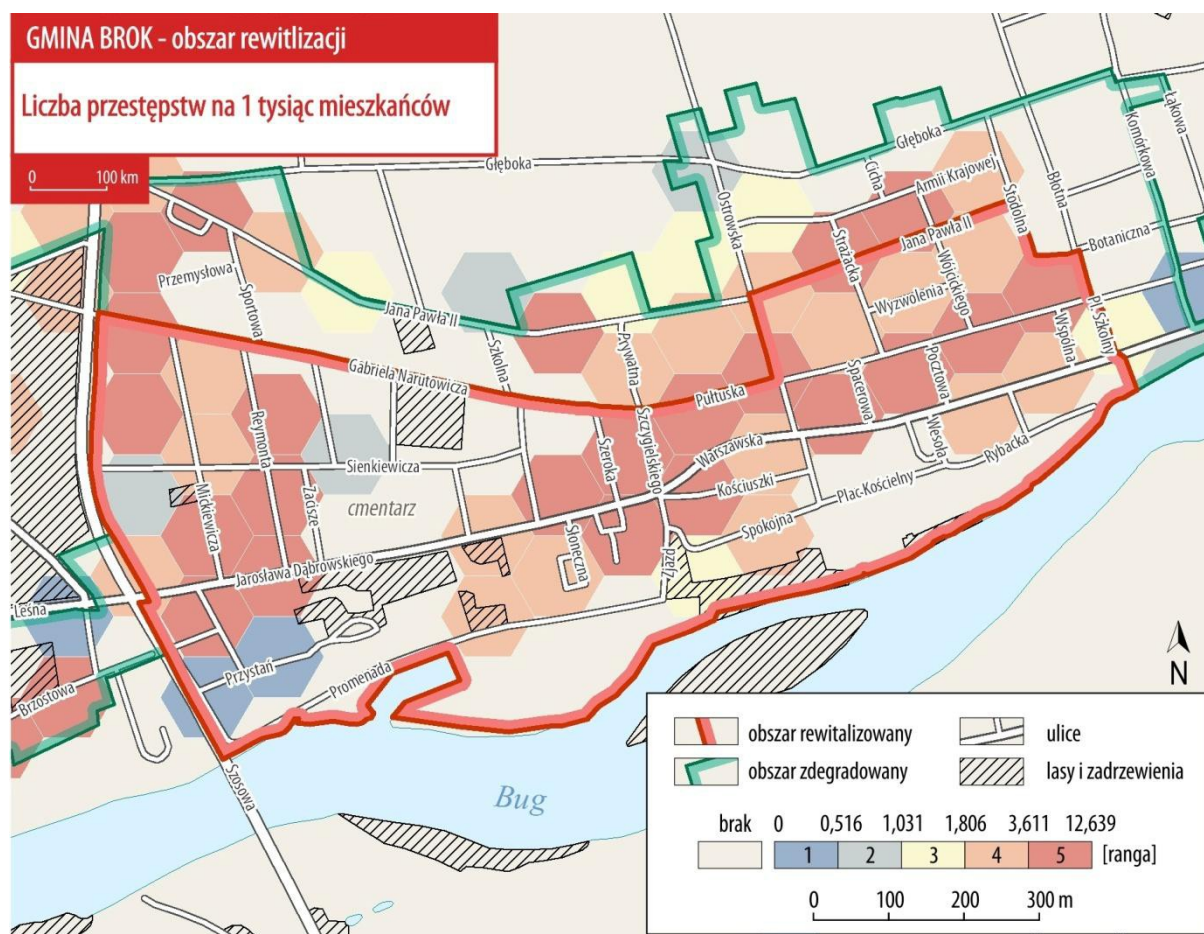 GMINA BROK - obszar rewitlizacji
Liczba przestępstw na 1 tysiąc mieszkańców
0 100 km
Głęboka
Głęboka
Łąkowa
Komórkowa
Cicha
Armii Krajowej
Błotna
Stodolna
Ostrowska
Strażacka
Jana Pawła II
Wójcickiego
Botaniczna
Przemysłowa
Sportowa
Jana Pawła II
Wyzwolenia
Pl. Szkolny
Szkolna
Prywatna
Wspólna
Gabriela Narutowicza
Pułtuska
Spacerowa
Pocztowa
Reymonta
Szczygielskiego
Szeroka
Warszawska
Wesoła
Sienkiewicza
Rybacka
Mickiewicza
Zacisze
cmentarz
Kościuszki
Plac-Kościelny
Spokojna
Słoneczna
Jarosława Dąbrowskiego
Leśna
Przystań
Promenada
Brzostowa
Szosowa
Bug
N
obszar rewitalizowany
ulice
obszar zdegradowany
lasy i zadrzewienia
brak 0 0,516 1,031 1,806 3,611 12,639
1 2 3 4 5 [ranga]
0 100 200 300 m